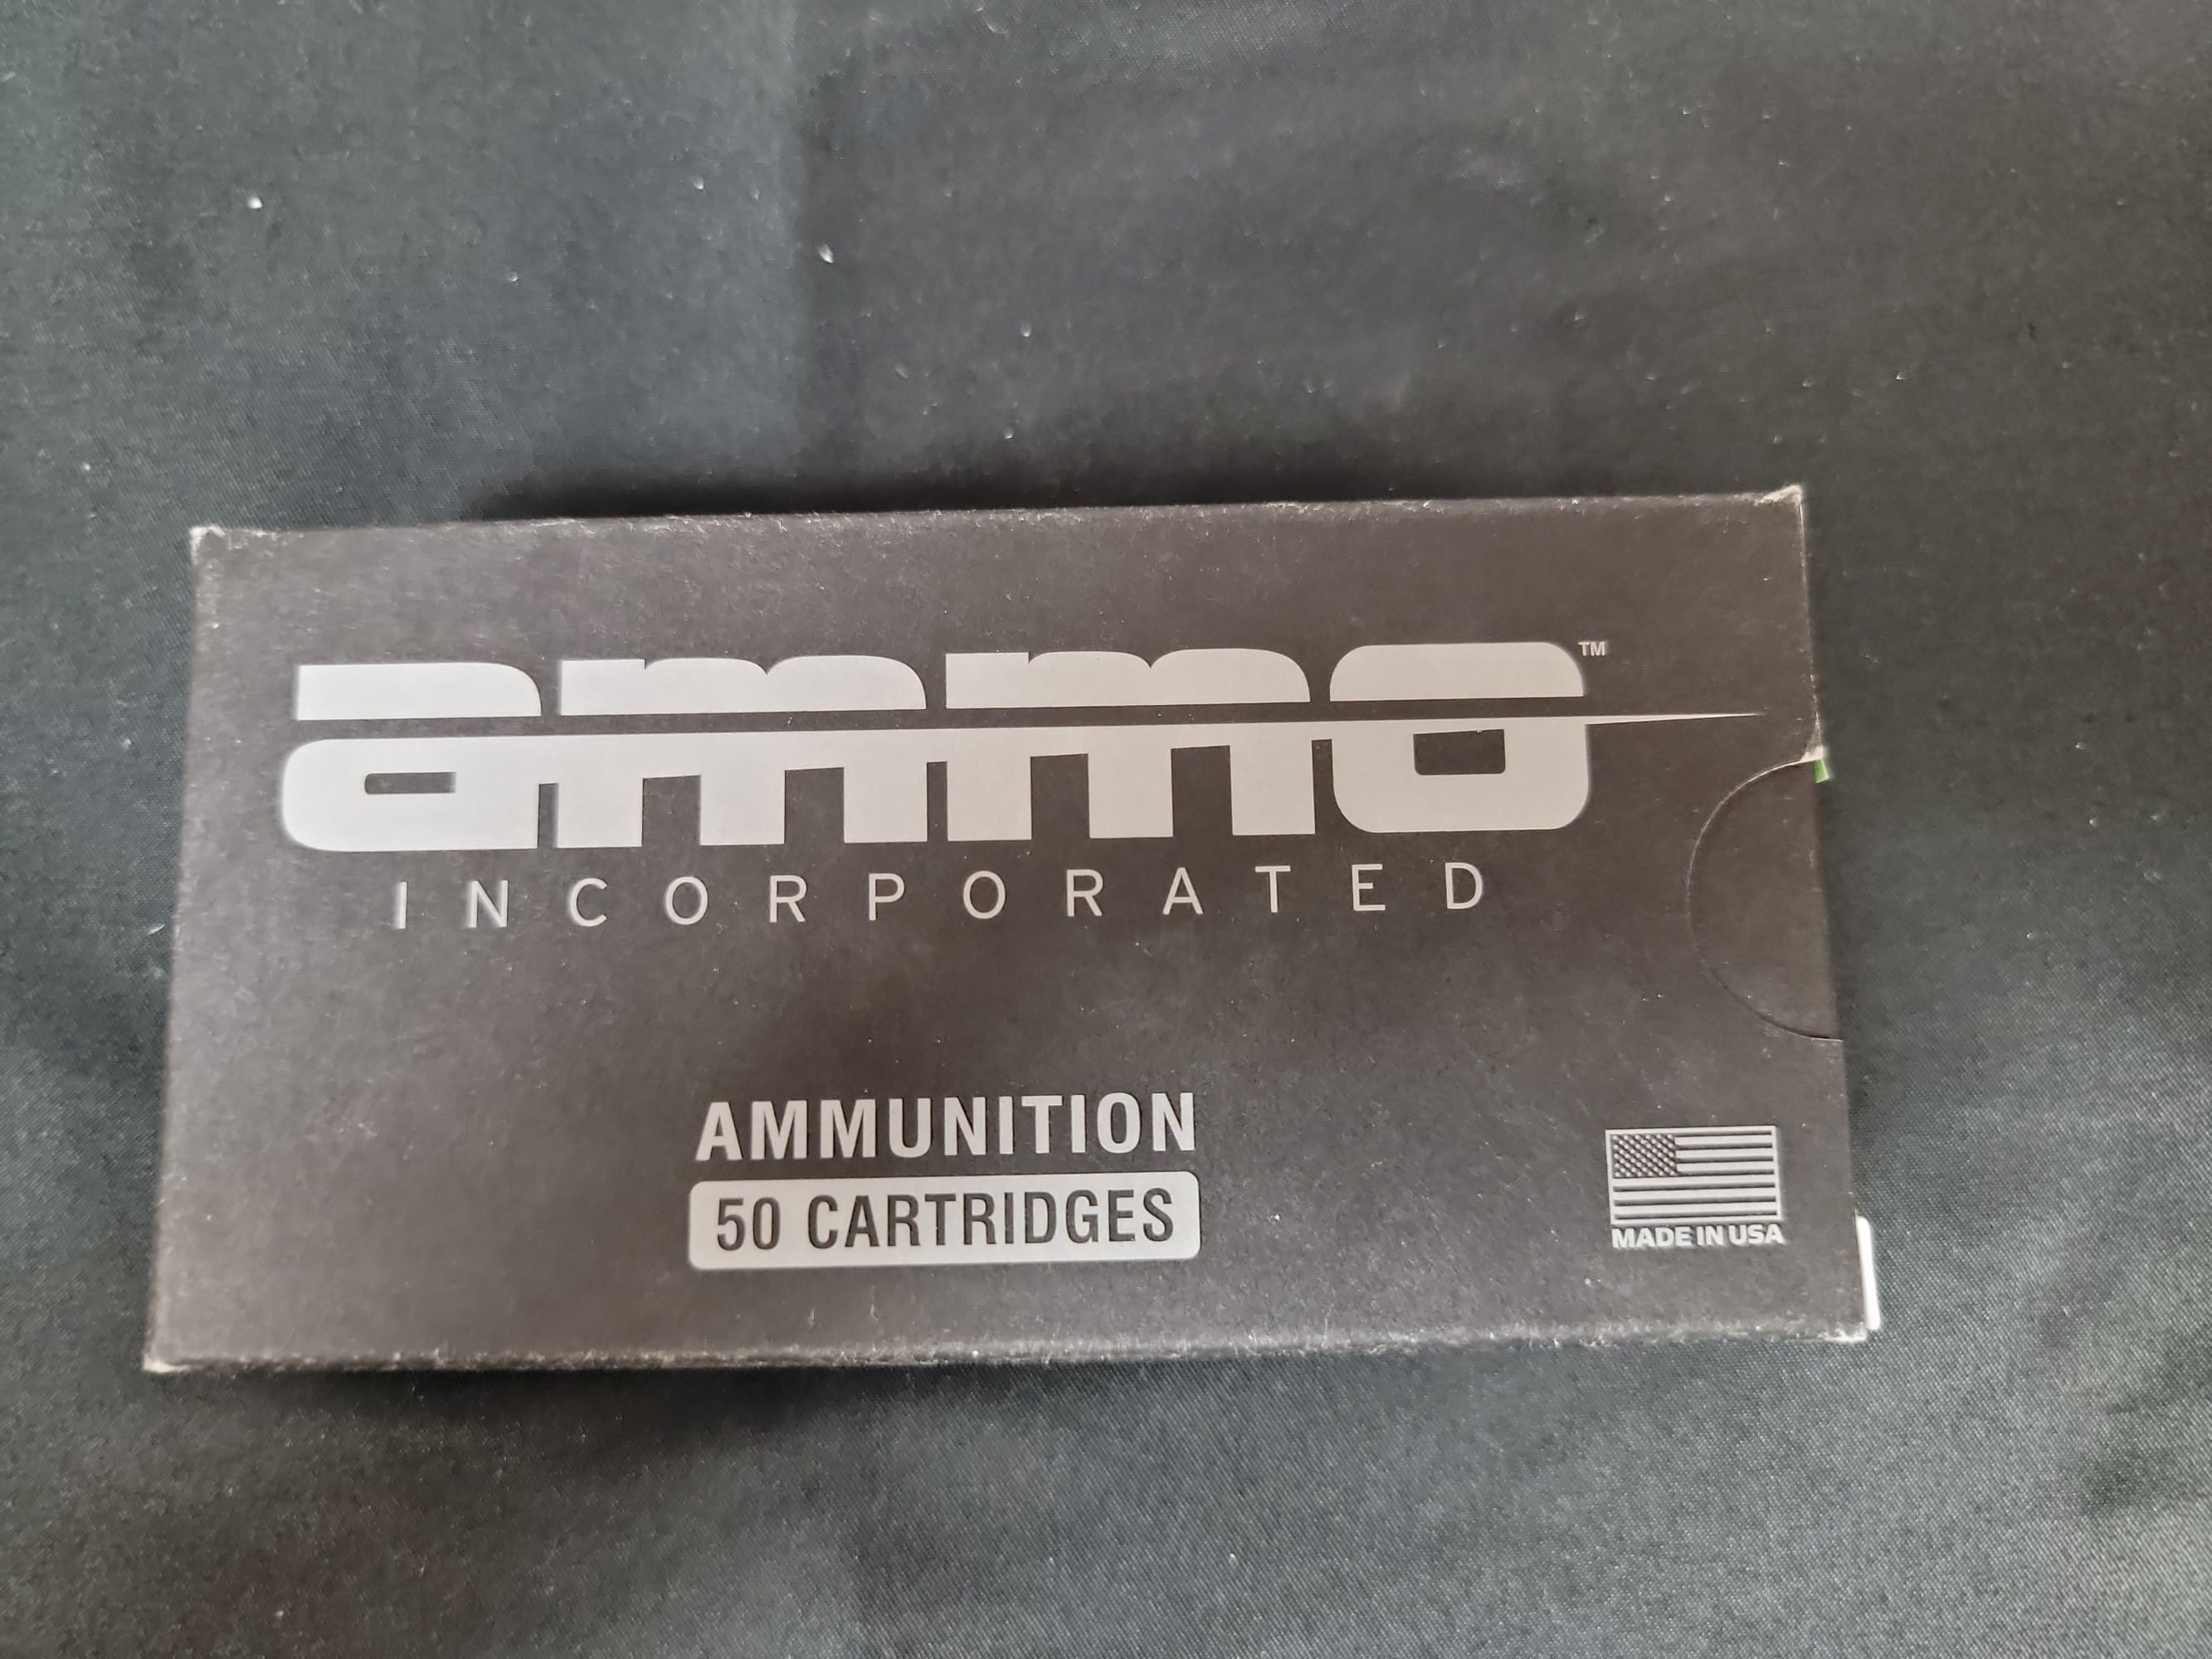 ammo™
INCORPORATED
AMMUNITION
50 CARTRIDGES
MADE IN USA